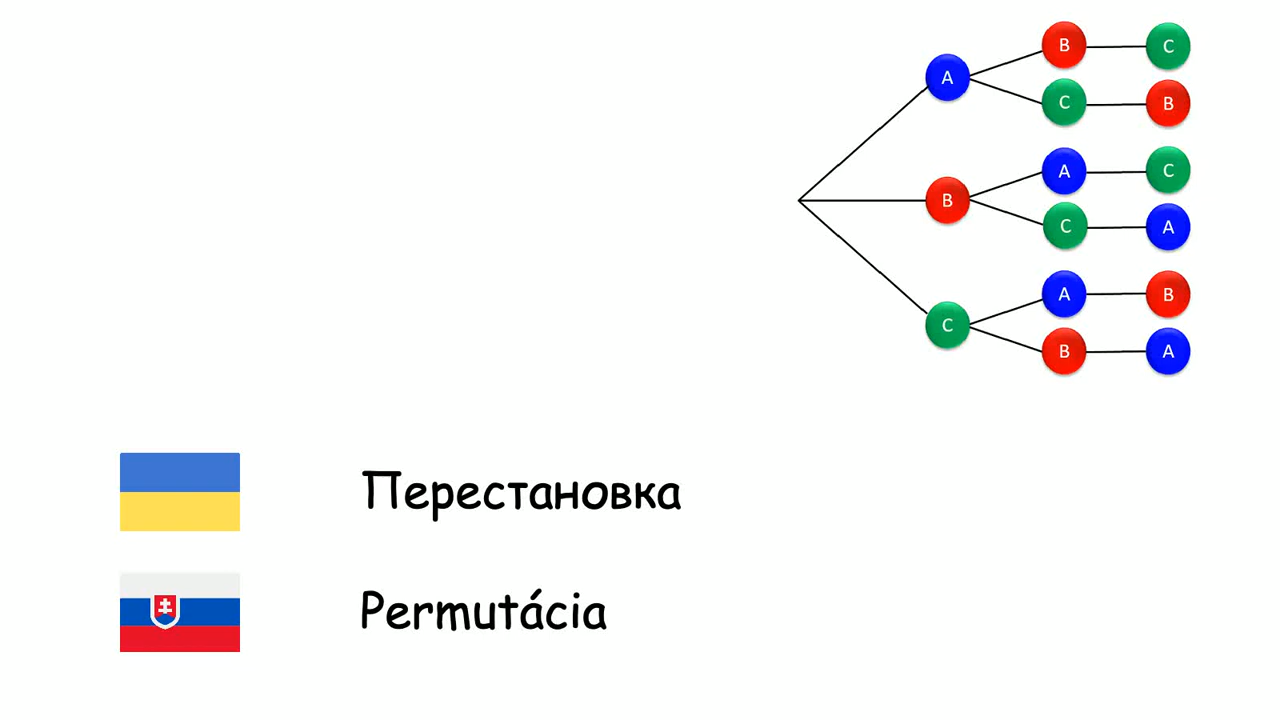 B C
A
C B
A C
B
C A
A B
C
B A
Перестановка
Permutácia